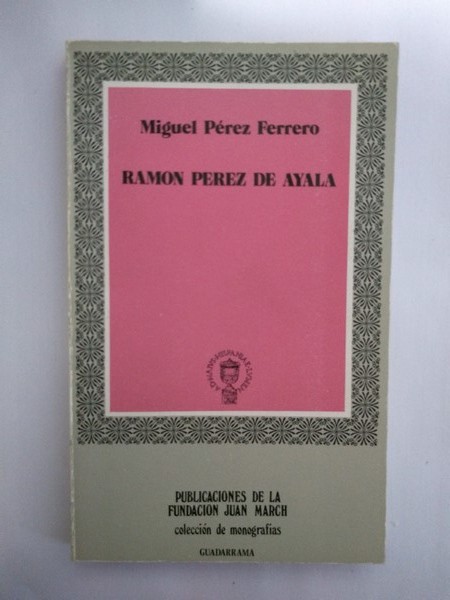 Miguel Pérez Ferrero
RAMON PEREZ DE AYALA
PUBLICACIONES DE LA
FUNDACION JUAN MARCH
colección de monografías
GUADARRAMA